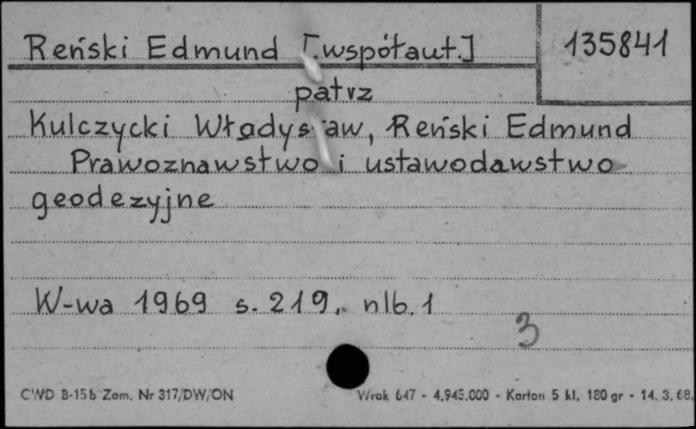 Reński Edmund [współaut.] 135841
patrz
Kulczycki Władysław, Reński Edmund
Prawoznawstwo i ustawodawstwo
geodezyjne
W-wa 1969 s. 219, nlb. 1
3
CWD B-15b Zam. Nr 317/DW/ON Wrak 647 - 4.945.000 - Karton 5 kl. 180 gr - 14. 3. 68.